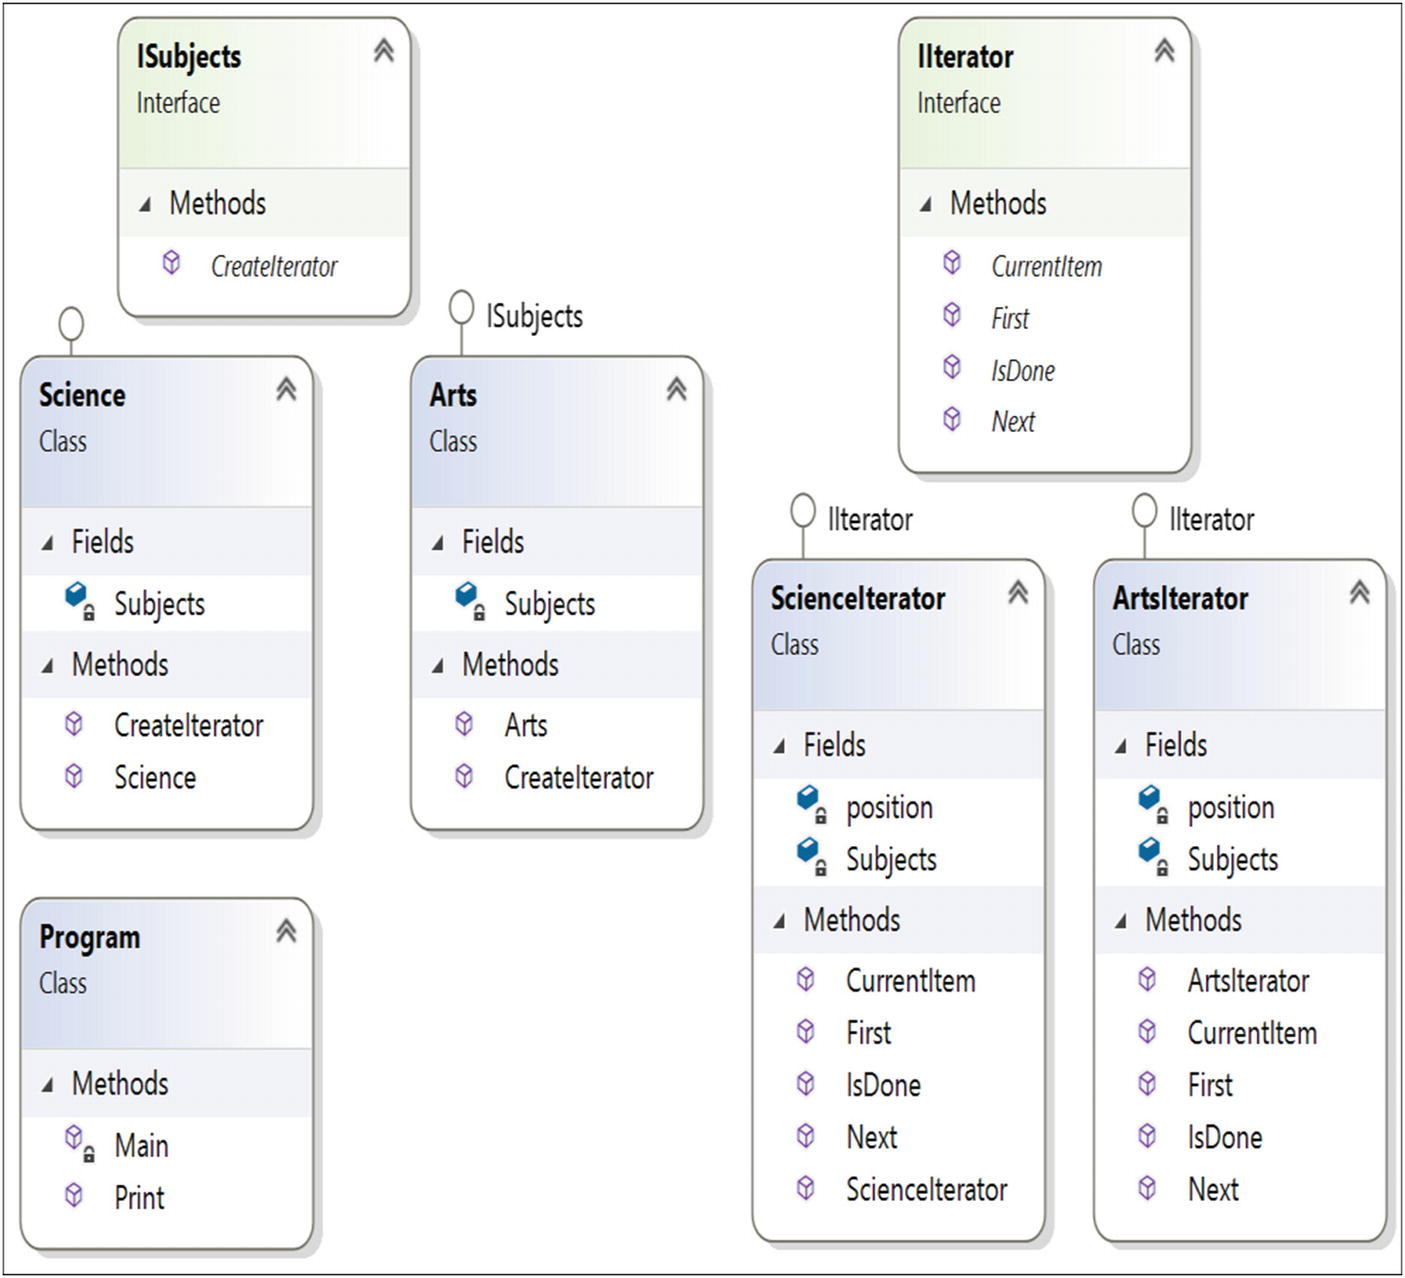 ISubjects
Interface
Methods
CreateIterator
IIterator
Interface
Methods
CurrentItem
First
IsDone
Next
Science
Class
Fields
Subjects
Methods
CreateIterator
Science
ISubjects
Arts
Class
Fields
Subjects
Methods
Arts
CreateIterator
IIterator
ScienceIterator
Class
Fields
position
Subjects
Methods
CurrentItem
First
IsDone
Next
ScienceIterator
IIterator
ArtsIterator
Class
Fields
position
Subjects
Methods
ArtsIterator
CurrentItem
First
IsDone
Next
Program
Class
Methods
Main
Print